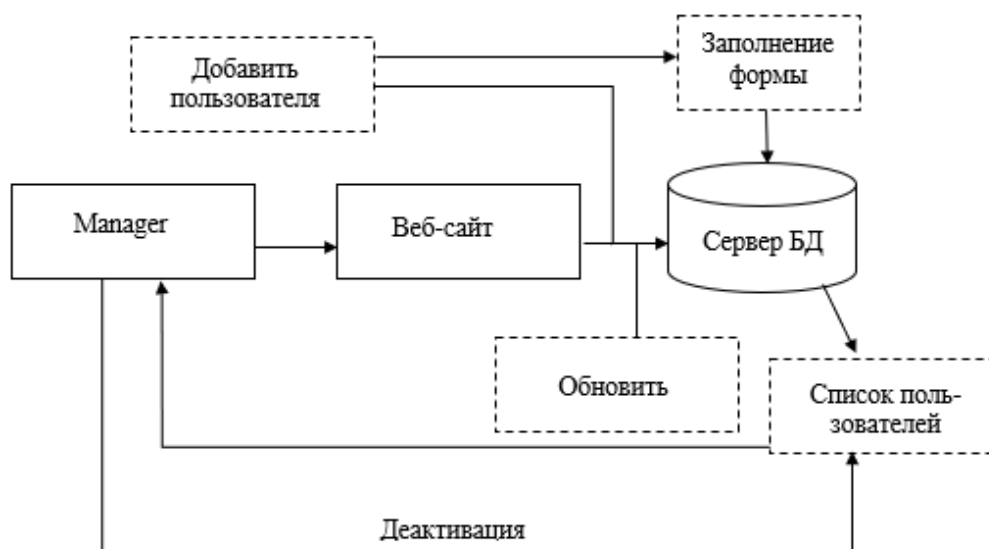 Добавить
пользователя
Заполнение
формы
Manager
Веб-сайт
Сервер БД
Обновить
Список поль-
зователей
Деактивация